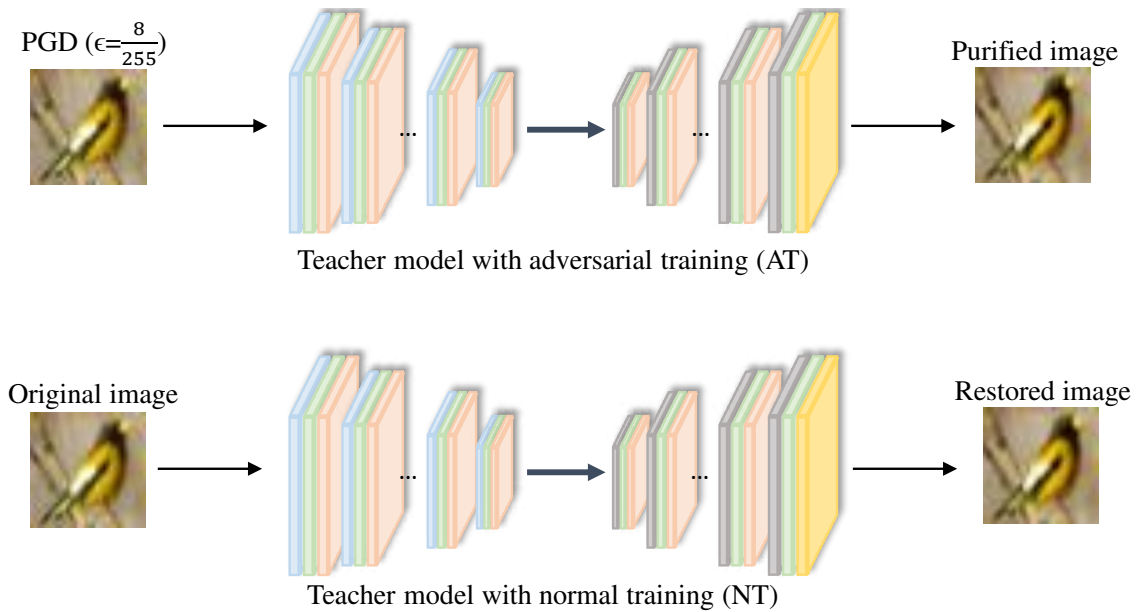 PGD (ϵ=8/255)
Purified image
...
...
Teacher model with adversarial training (AT)
Original image
Restored image
...
...
Teacher model with normal training (NT)